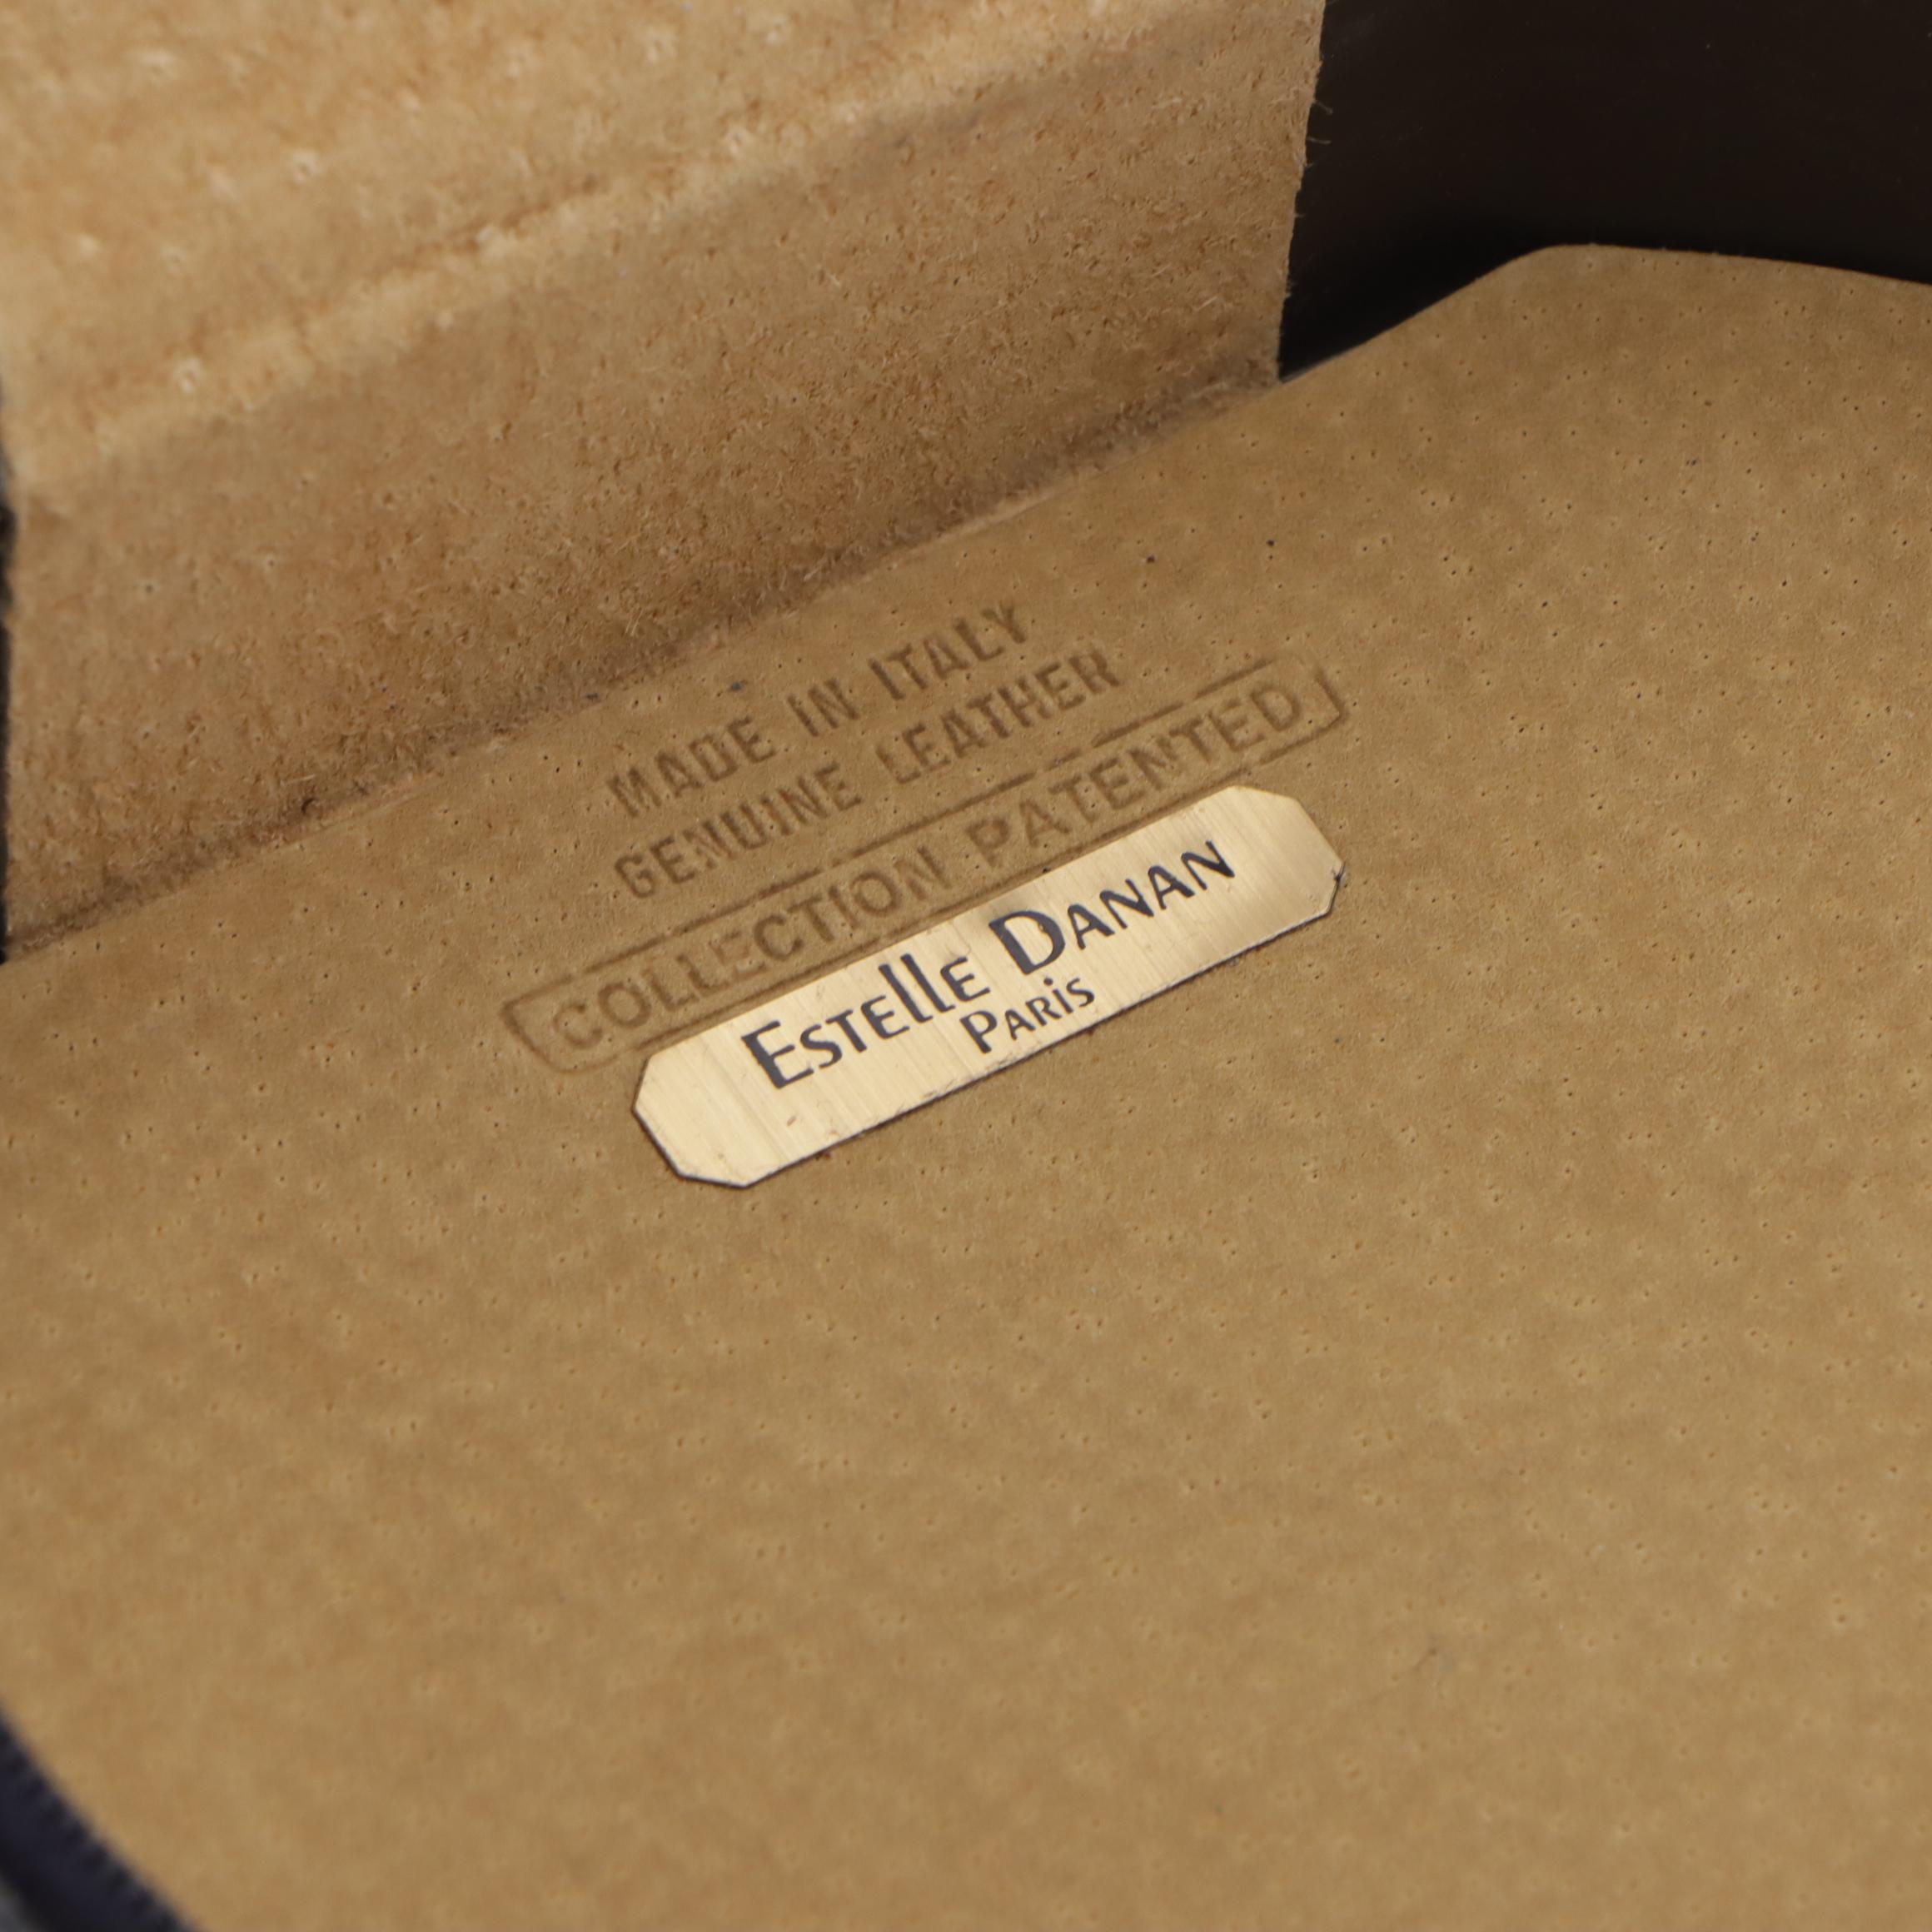 MADE IN ITALY
GENUINE LEATHER
COLLECTION PATENTED
ESTEllE DANAN
PARiS